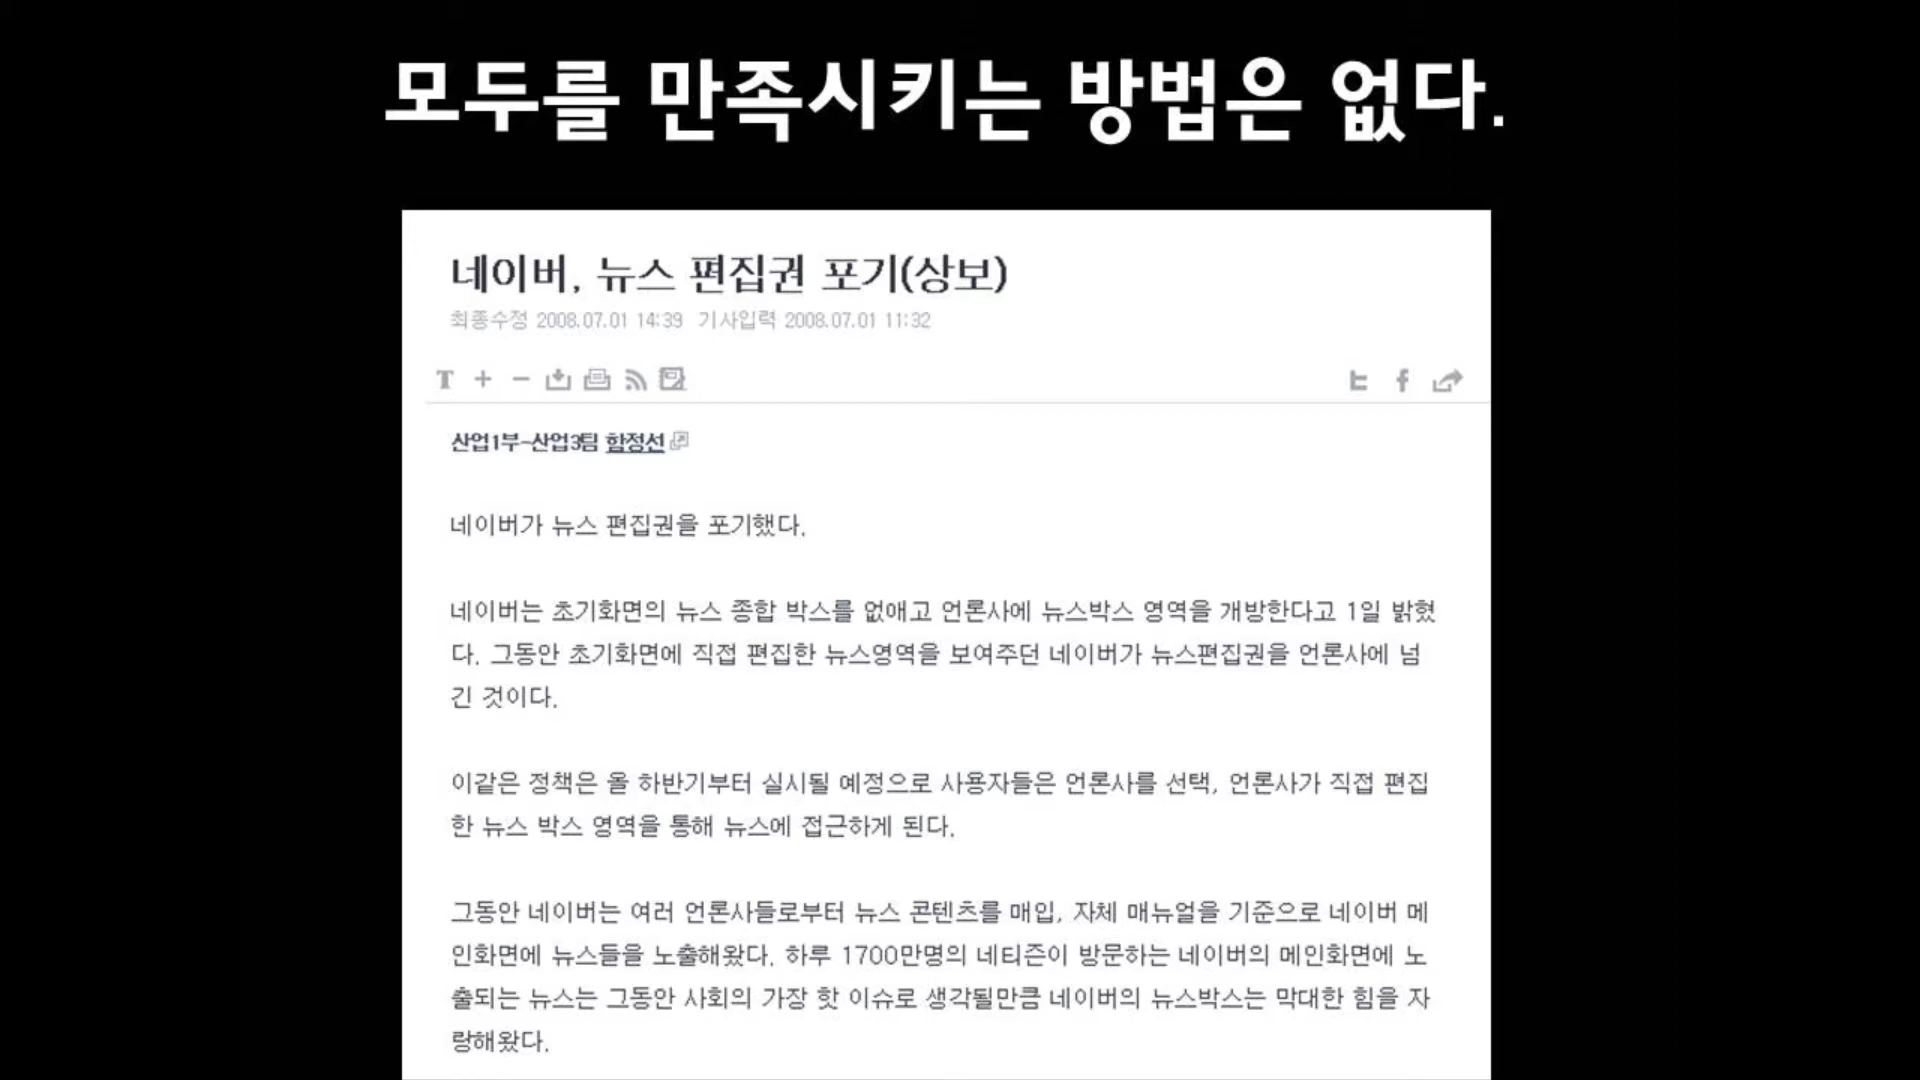 모두를 만족시키는 방법은 없다.
네이버, 뉴스 편집권 포기(상보)
최종수정 2008.07.01 14:39 기사입력 2008.07.01 11:32
T + −
산업1부-산업3팀 함정선
네이버가 뉴스 편집권을 포기했다.
네이버는 초기화면의 뉴스 종합 박스를 없애고 언론사에 뉴스박스 영역을 개방한다고 1일 밝혔
다. 그동안 초기화면에 직접 편집한 뉴스영역을 보여주던 네이버가 뉴스편집권을 언론사에 넘
긴 것이다.
이같은 정책은 올 하반기부터 실시될 예정으로 사용자들은 언론사를 선택, 언론사가 직접 편집
한 뉴스 박스 영역을 통해 뉴스에 접근하게 된다.
그동안 네이버는 여러 언론사들로부터 뉴스 콘텐츠를 매입, 자체 매뉴얼을 기준으로 네이버 메
인화면에 뉴스들을 노출해왔다. 하루 1700만명의 네티즌이 방문하는 네이버의 메인화면에 노
출되는 뉴스는 그동안 사회의 가장 핫 이슈로 생각될만큼 네이버의 뉴스박스는 막대한 힘을 자
랑해왔다.